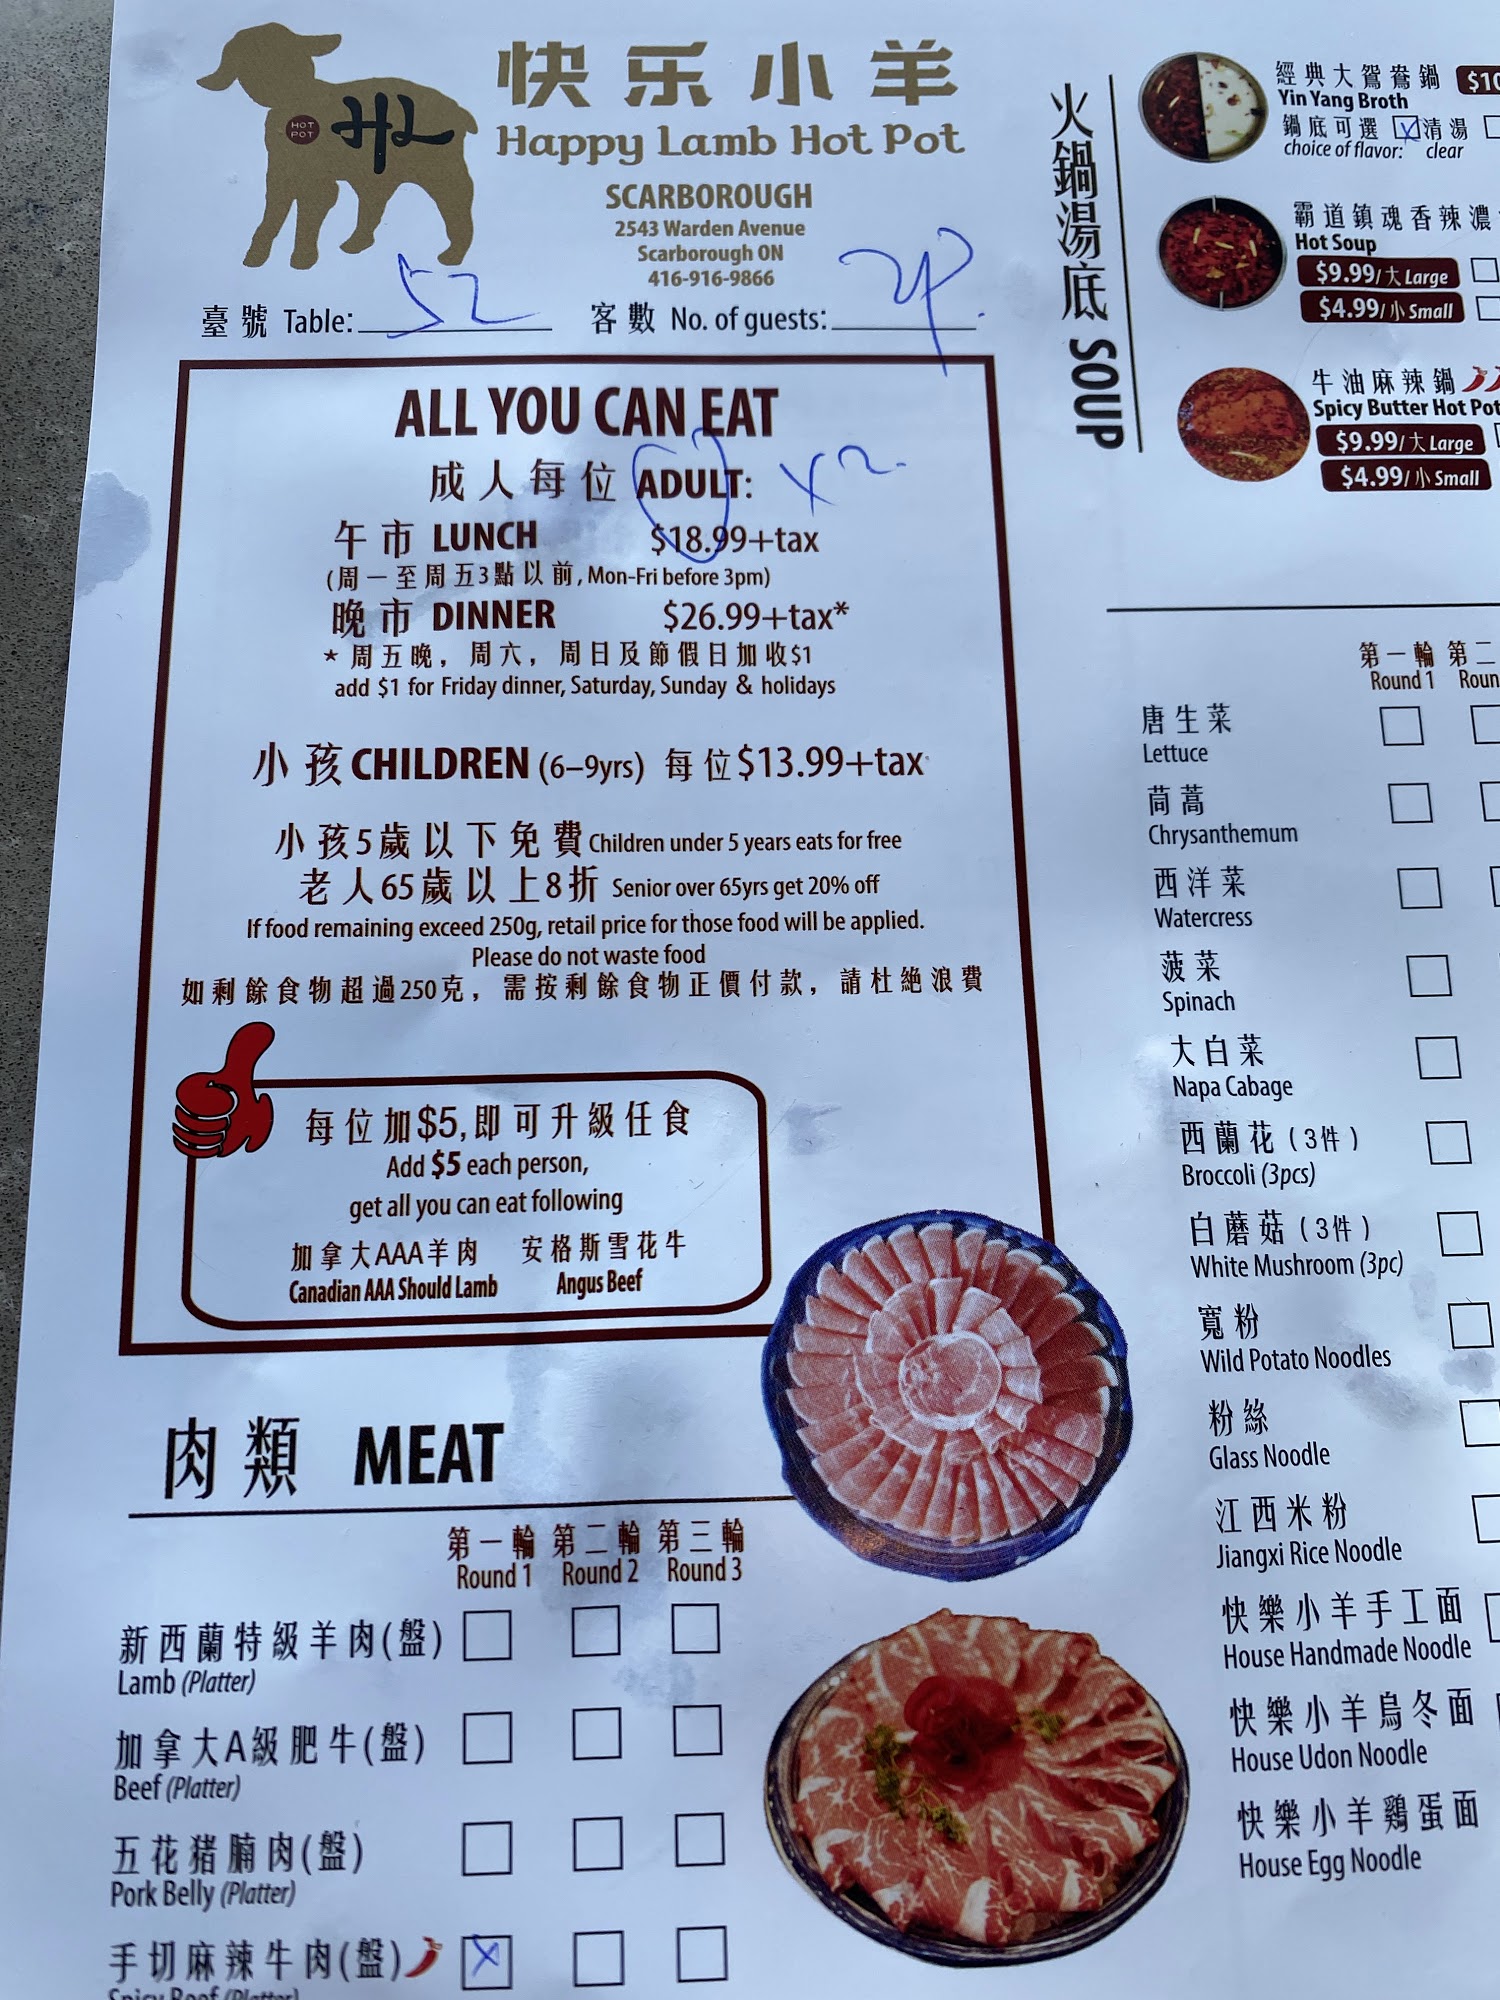 快乐小羊
Happy Lamb Hot Pot
HOT POT
SCARBOROUGH
2543 Warden Avenue
Scarborough ON
416-916-9866
臺號 Table: 52
客數 No. of guests: 2P.
ALL YOU CAN EAT
成人每位 ADULT: x2.
午市 LUNCH $18.99+tax
(周一至周五3點以前, Mon-Fri before 3pm)
晚市 DINNER $26.99+tax*
* 周五晚，周六，周日及節假日加收$1
add $1 for Friday dinner, Saturday, Sunday & holidays
小孩 CHILDREN (6–9yrs) 每位 $13.99+tax
小孩5歲以下免費 Children under 5 years eats for free
老人65歲以上8折 Senior over 65yrs get 20% off
If food remaining exceed 250g, retail price for those food will be applied.
Please do not waste food
如剩餘食物超過250克，需按剩餘食物正價付款，請杜絕浪費
每位加$5,即可升級任食
Add $5 each person,
get all you can eat following
加拿大AAA羊肉 安格斯雪花牛
Canadian AAA Should Lamb Angus Beef
肉類 MEAT
第一輪 第二輪 第三輪
Round 1 Round 2 Round 3
新西蘭特級羊肉(盤)
Lamb (Platter)
加拿大A級肥牛(盤)
Beef (Platter)
五花豬腩肉(盤)
Pork Belly (Platter)
手切麻辣牛肉(盤) x
Spicy Beef (Platter)
火鍋湯底 SOUP
經典大鴛鴦鍋 $10
Yin Yang Broth
鍋底可選 x 清湯
choice of flavor: clear
霸道鎮魂香辣濃
Hot Soup
$9.99/大 Large
$4.99/小 Small
牛油麻辣鍋
Spicy Butter Hot Pot
$9.99/大 Large
$4.99/小 Small
第一輪 第二
Round 1 Roun
唐生菜
Lettuce
茼蒿
Chrysanthemum
西洋菜
Watercress
菠菜
Spinach
大白菜
Napa Cabage
西蘭花（3件）
Broccoli (3pcs)
白蘑菇（3件）
White Mushroom (3pc)
寬粉
Wild Potato Noodles
粉絲
Glass Noodle
江西米粉
Jiangxi Rice Noodle
快樂小羊手工面
House Handmade Noodle
快樂小羊烏冬面
House Udon Noodle
快樂小羊鷄蛋面
House Egg Noodle